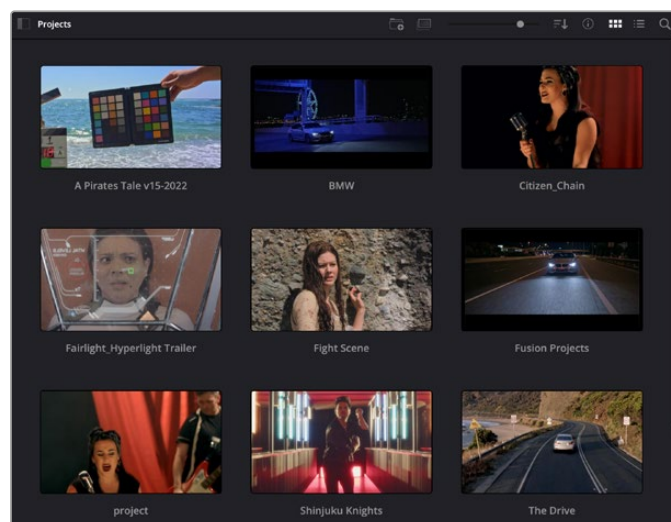 Projects
A Pirates Tale v15-2022
BMW
Citizen_Chain
Fairlight_Hyperlight Trailer
Fight Scene
Fusion Projects
project
Shinjuku Knights
The Drive